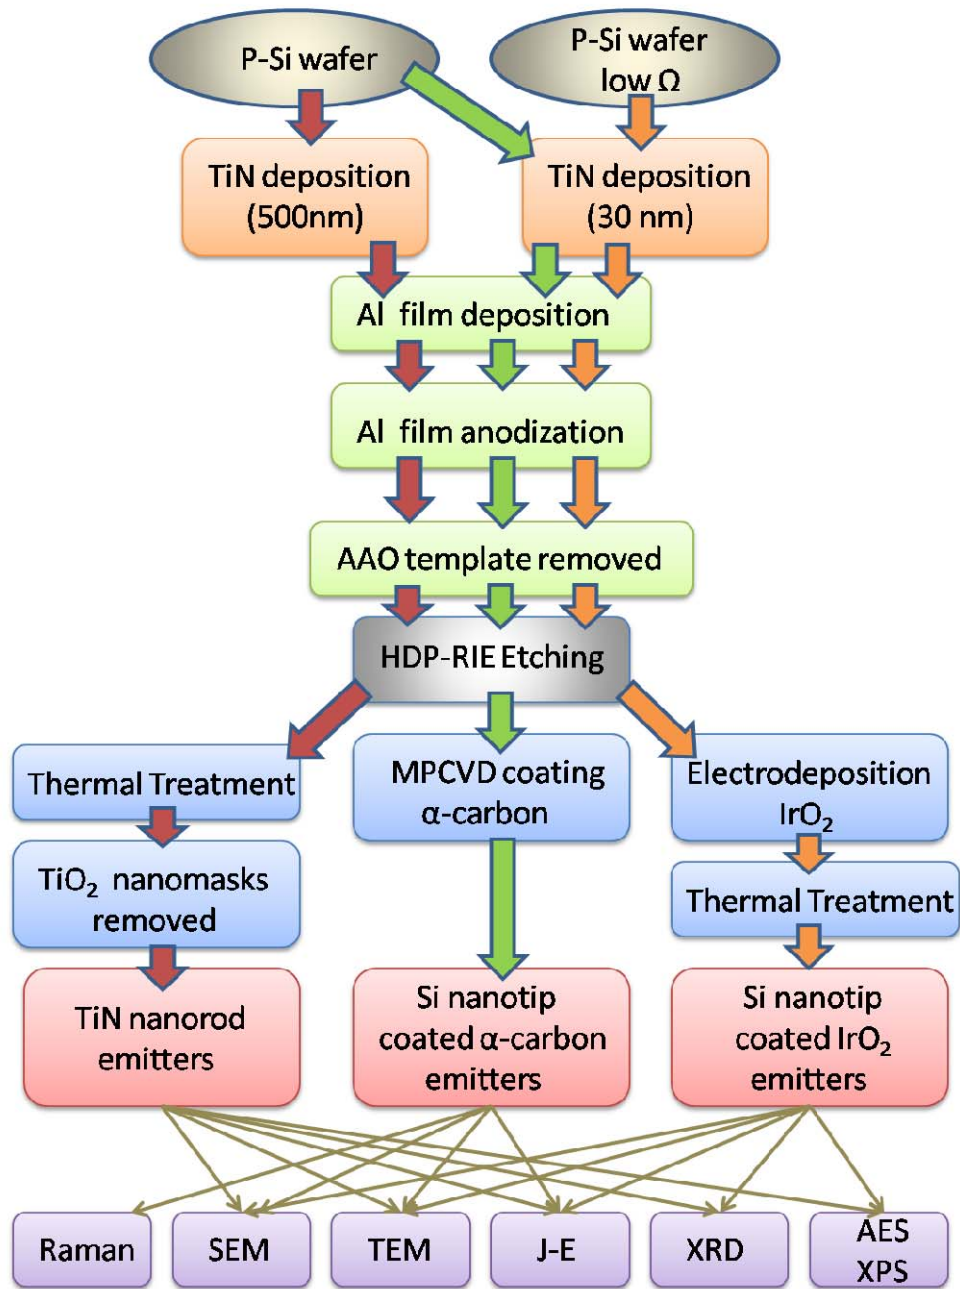 P-Si wafer
P-Si wafer
low Ω
TiN deposition
(500nm)
TiN deposition
(30 nm)
Al film deposition
Al film anodization
AAO template removed
HDP-RIE Etching
Thermal Treatment
MPCVD coating
α-carbon
Electrodeposition
IrO₂
TiO₂ nanomasks
removed
Thermal Treatment
TiN nanorod
emitters
Si nanotip
coated α-carbon
emitters
Si nanotip
coated IrO₂
emitters
Raman
SEM
TEM
J-E
XRD
AES
XPS